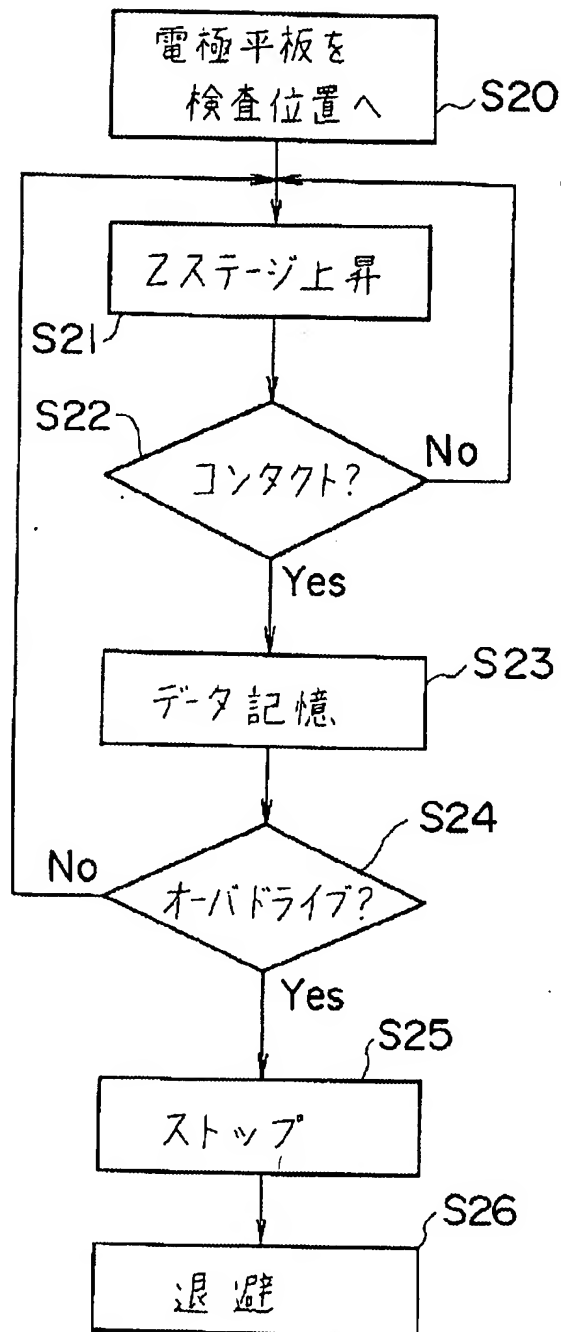 電極平板を
検査位置へ
S20
Zステージ上昇
S21
S22
コンタクト?
No
Yes
S23
データ記憶
S24
No
オーバドライブ?
Yes
S25
ストップ
S26
退避